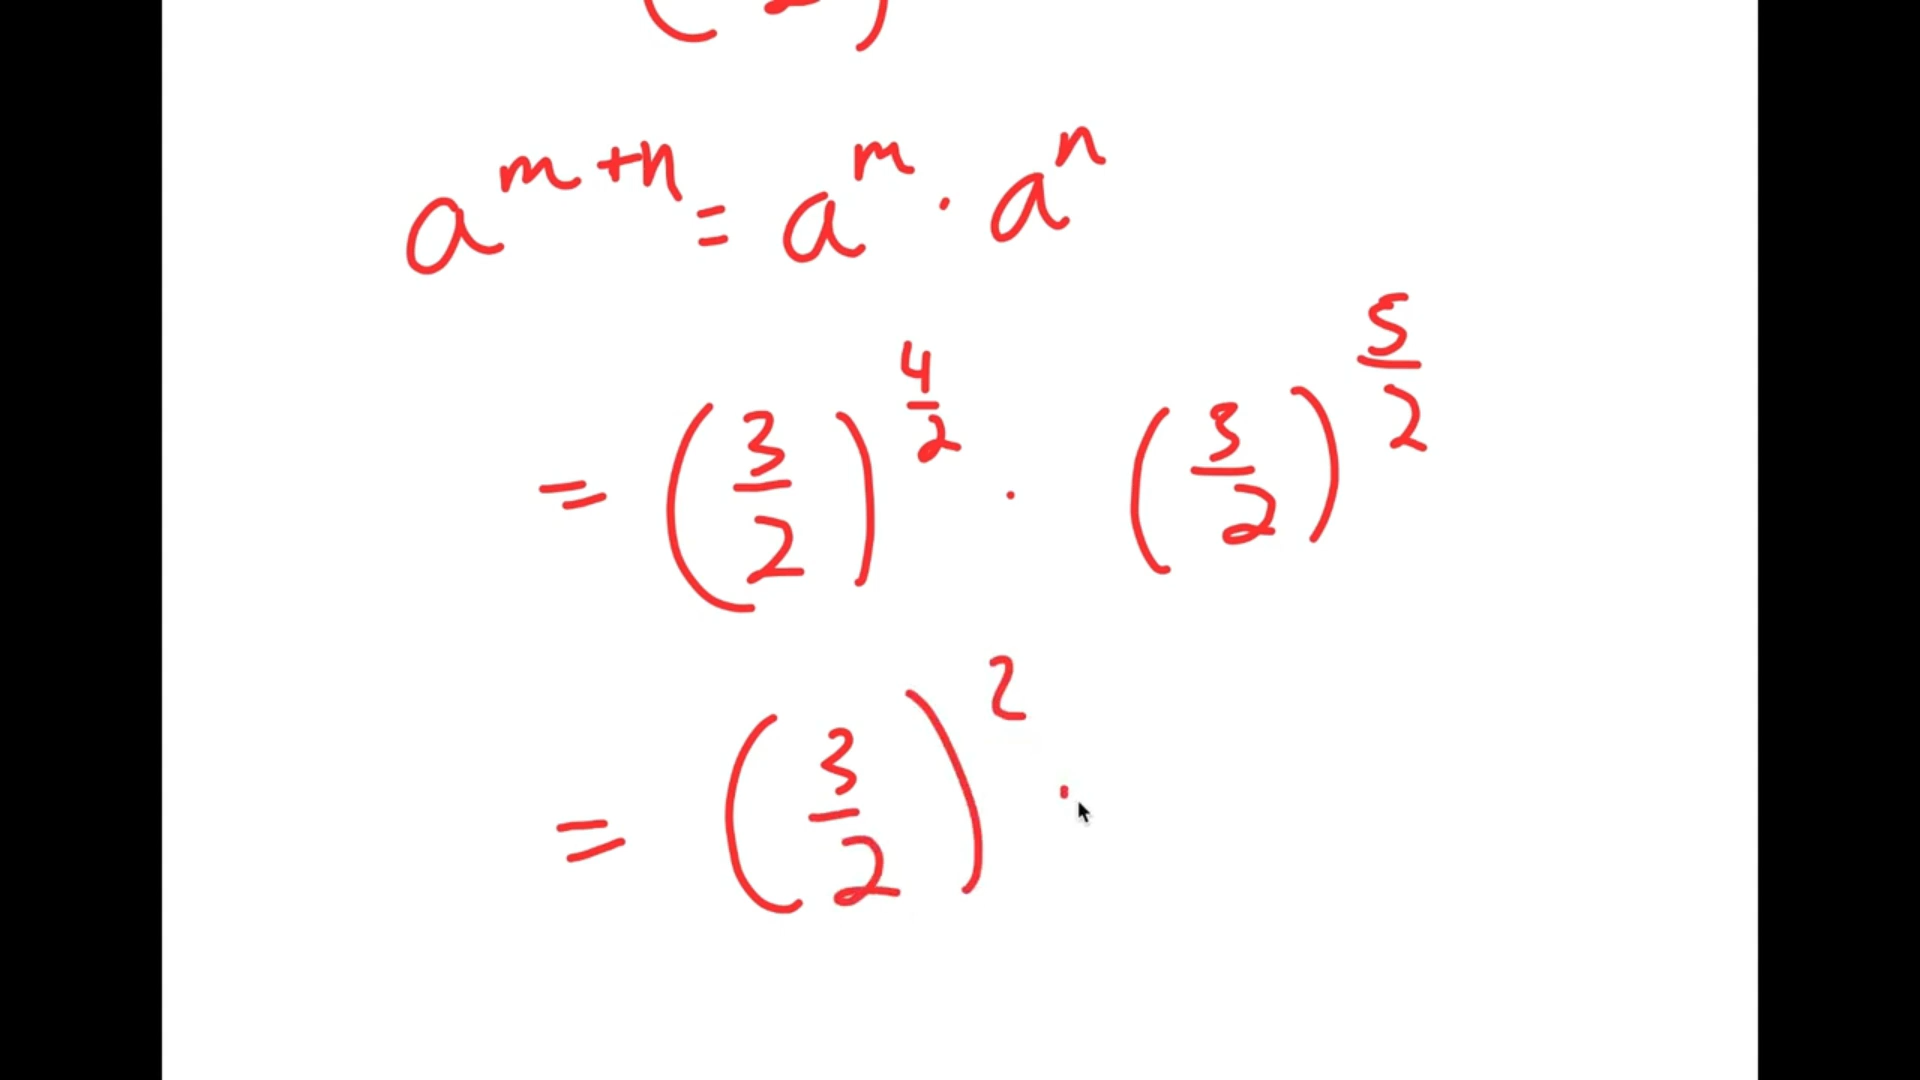 a^{m+n} = a^m · a^n
= (3/2)^{4/2} · (3/2)^{5/2}
= (3/2)^2 ·